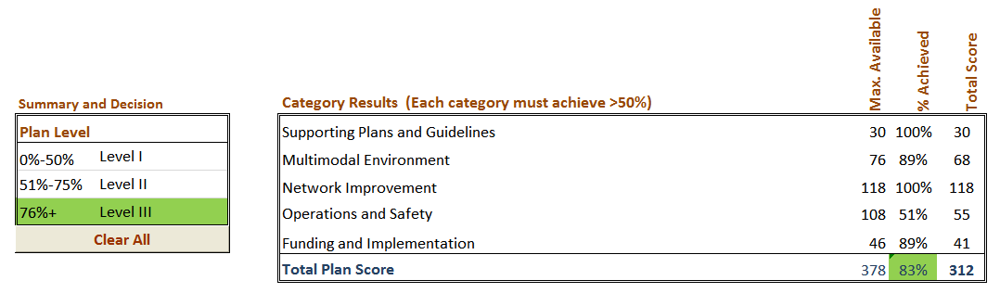 Summary and Decision
Plan Level
0%-50% Level I
51%-75% Level II
76%+ Level III
Clear All
Category Results (Each category must achieve >50%) Max. Available % Achieved Total Score
Supporting Plans and Guidelines 30 100% 30
Multimodal Environment 76 89% 68
Network Improvement 118 100% 118
Operations and Safety 108 51% 55
Funding and Implementation 46 89% 41
Total Plan Score 378 83% 312